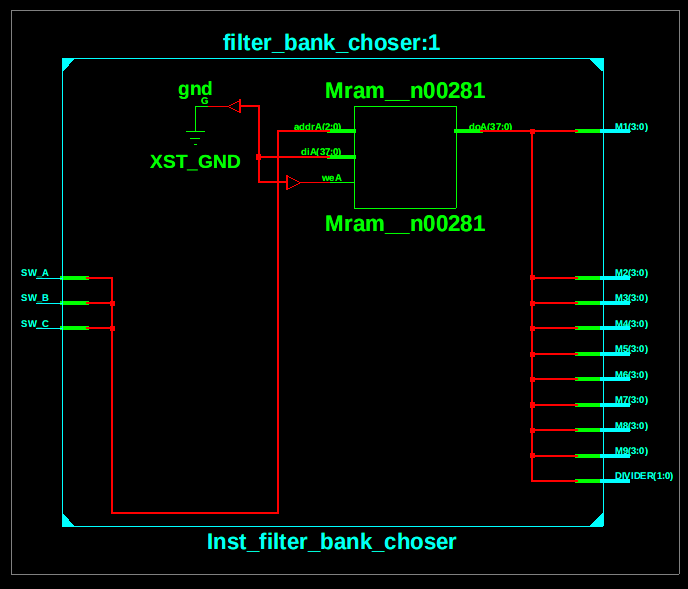 filter_bank_choser:1
gnd
G
XST_GND
Mram__n00281
addrA(2:0)
diA(37:0)
weA
doA(37:0)
Mram__n00281
M1(3:0)
SW_A
SW_B
SW_C
M2(3:0)
M3(3:0)
M4(3:0)
M5(3:0)
M6(3:0)
M7(3:0)
M8(3:0)
M9(3:0)
DIVIDER(1:0)
Inst_filter_bank_choser